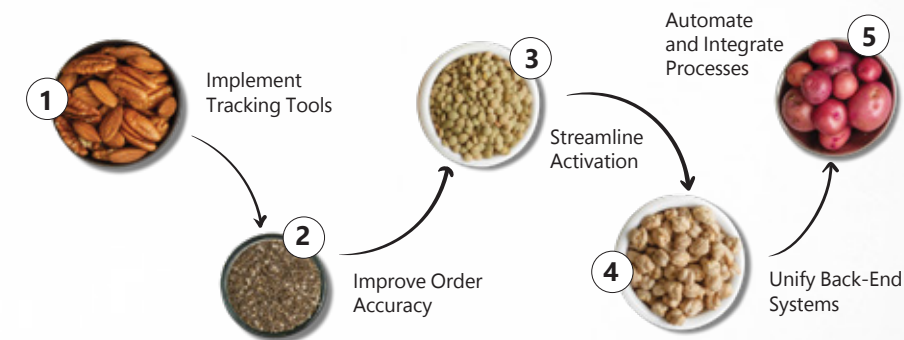 1
Implement
Tracking Tools
2
Improve Order
Accuracy
3
Streamline
Activation
4
Unify Back-End
Systems
5
Automate
and Integrate
Processes